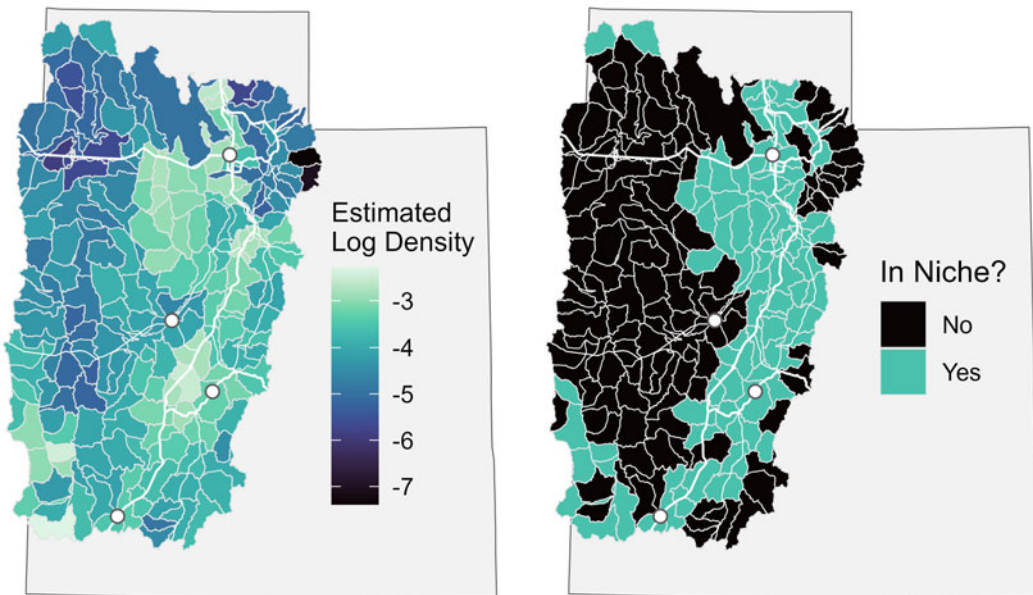 Estimated
Log Density
-3
-4
-5
-6
-7
In Niche?
No
Yes